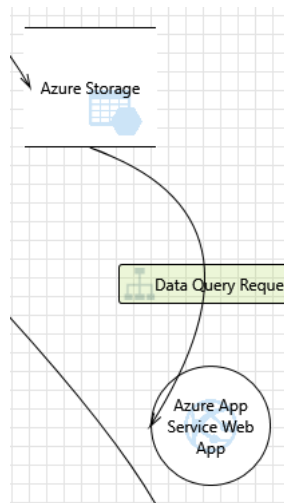 Azure Storage
Data Query Reque
Azure App
Service Web
App